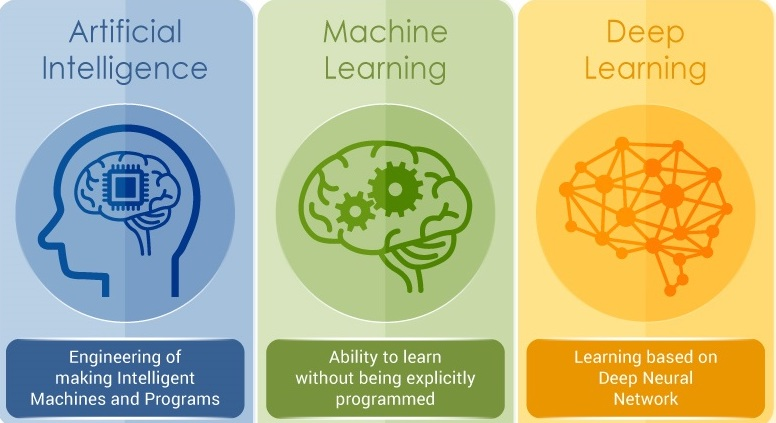 Artificial
Intelligence
Engineering of
making Intelligent
Machines and Programs
Machine
Learning
Ability to learn
without being explicitly
programmed
Deep
Learning
Learning based on
Deep Neural
Network